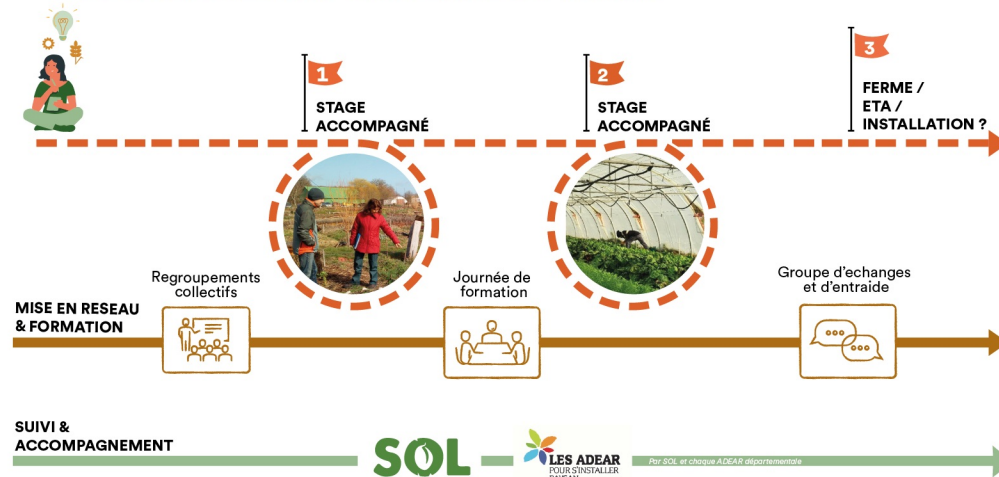 1
STAGE
ACCOMPAGNÉ
2
STAGE
ACCOMPAGNÉ
3
FERME /
ETA /
INSTALLATION ?
Regroupements
collectifs
Journée de
formation
Groupe d'echanges
et d'entraide
MISE EN RESEAU
& FORMATION
SUIVI &
ACCOMPAGNEMENT
SOL
LES ADEAR
POUR S'INSTALLER
Par SOL et chaque ADEAR départementale